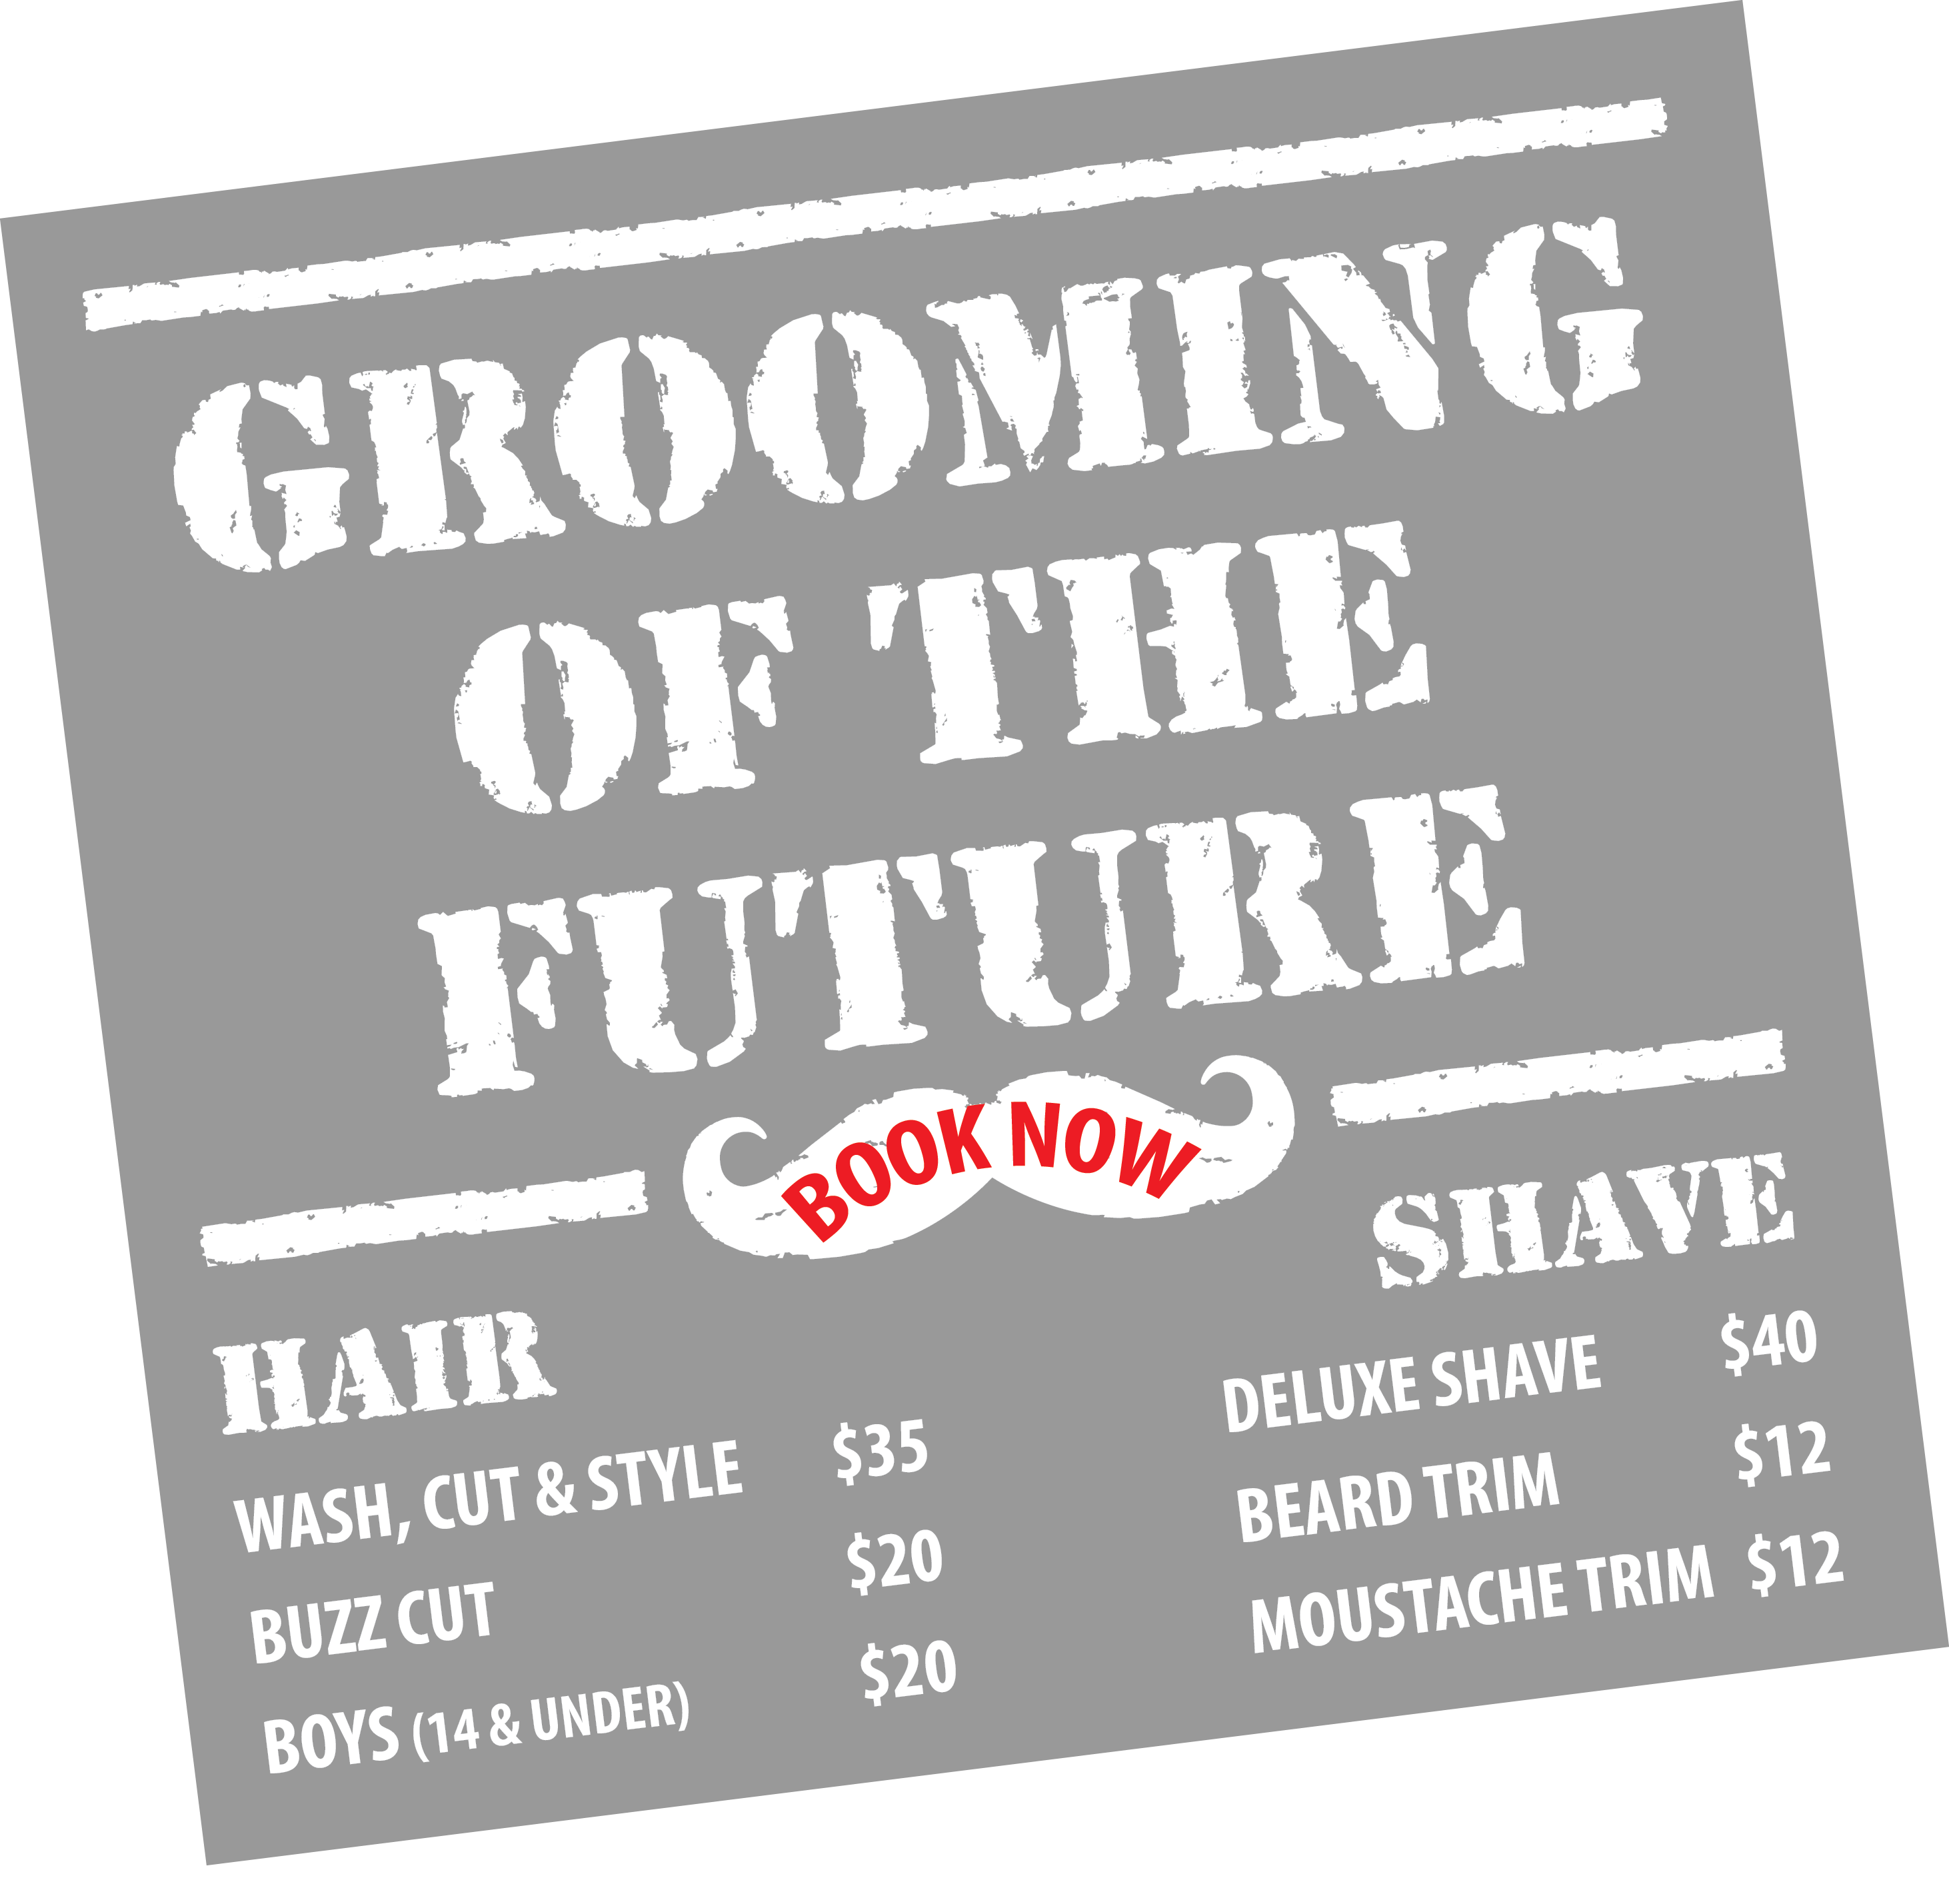 GROOMING
OF THE
FUTURE
BOOK NOW
HAIR
WASH, CUT & STYLE $35
BUZZ CUT $20
BOYS (14 & UNDER) $20
SHAVE
DELUXE SHAVE $40
BEARD TRIM $12
MOUSTACHE TRIM $12